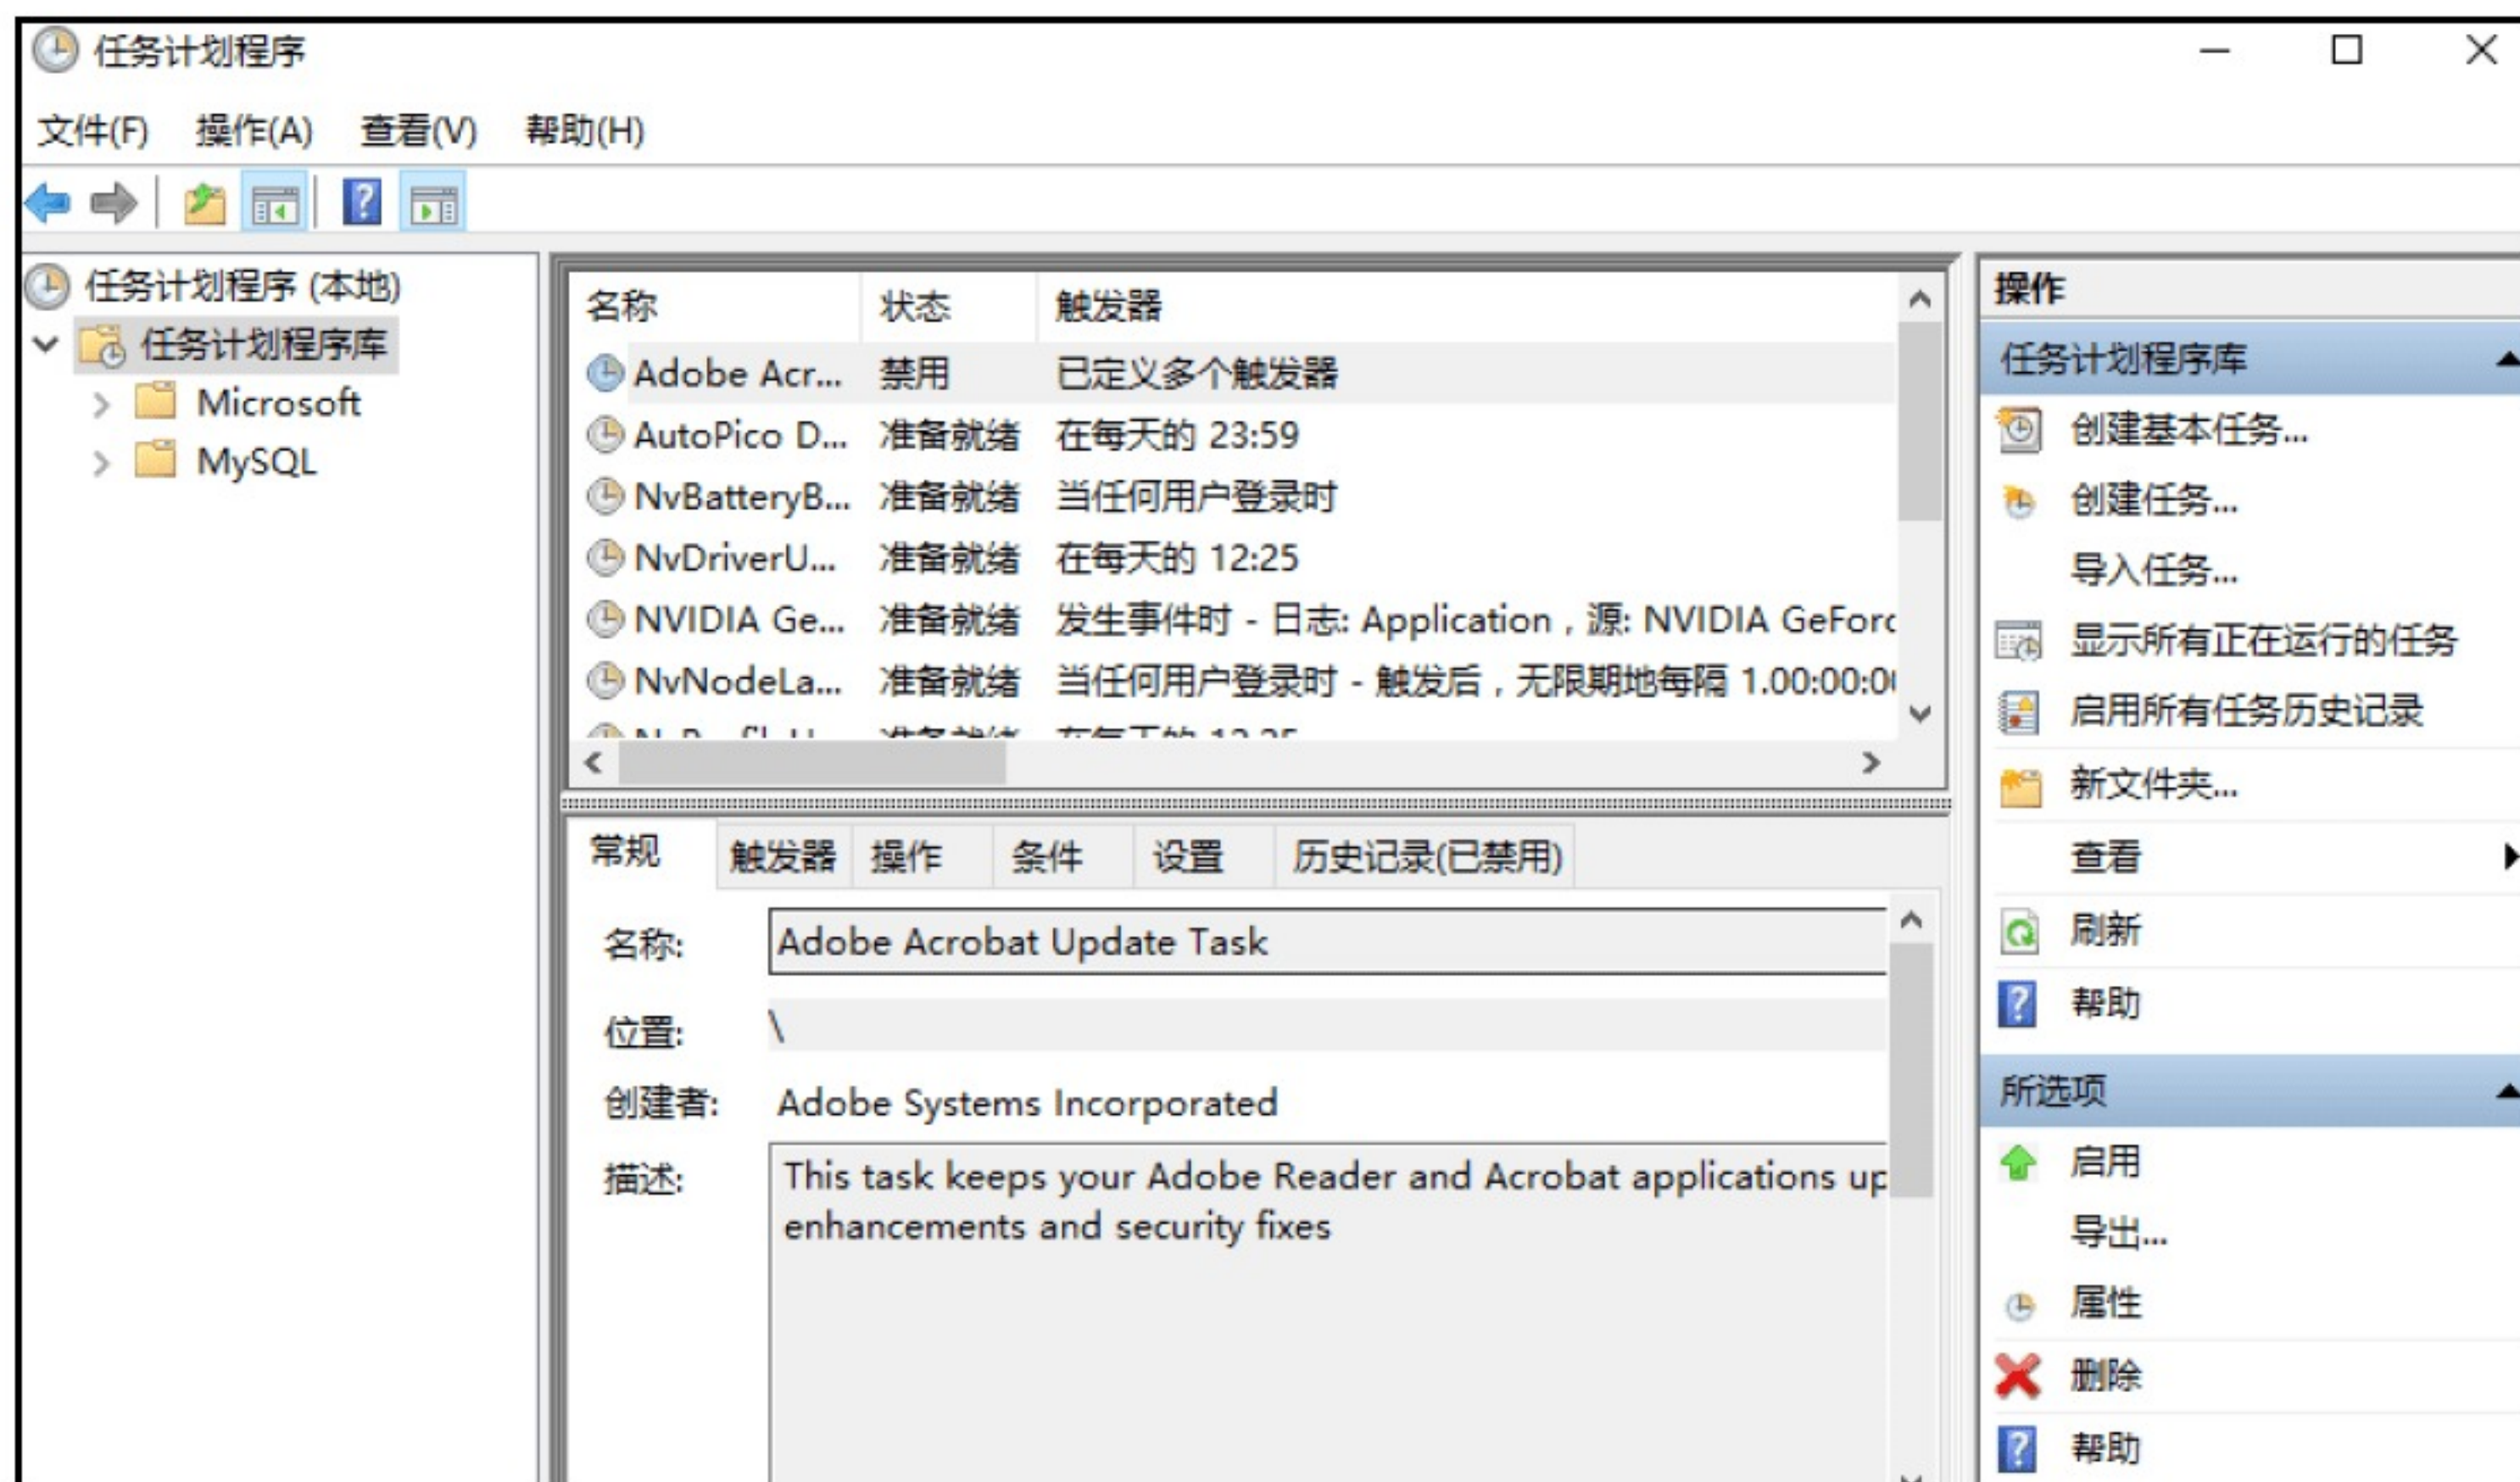 任务计划程序
文件(F) 操作(A) 查看(V) 帮助(H)
任务计划程序 (本地)
任务计划程序库
Microsoft
MySQL
名称 状态 触发器
Adobe Acr... 禁用 已定义多个触发器
AutoPico D... 准备就绪 在每天的 23:59
NvBatteryB... 准备就绪 当任何用户登录时
NvDriverU... 准备就绪 在每天的 12:25
NVIDIA Ge... 准备就绪 发生事件时 - 日志: Application，源: NVIDIA GeForc
NvNodeLa... 准备就绪 当任何用户登录时 - 触发后，无限期地每隔 1.00:00:0
常规 触发器 操作 条件 设置 历史记录(已禁用)
名称: Adobe Acrobat Update Task
位置: \
创建者: Adobe Systems Incorporated
描述: This task keeps your Adobe Reader and Acrobat applications up
enhancements and security fixes
操作
任务计划程序库
创建基本任务...
创建任务...
导入任务...
显示所有正在运行的任务
启用所有任务历史记录
新文件夹...
查看
刷新
帮助
所选项
启用
导出...
属性
删除
帮助